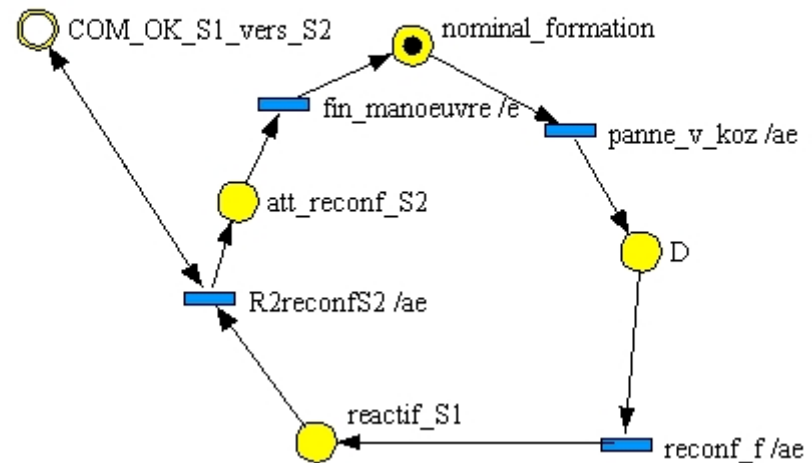 COM_OK_S1_vers_S2
nominal_formation
fin_manoeuvre /e
panne_v_koz /ae
att_reconf_S2
D
R2reconfS2 /ae
reactif_S1
reconf_f /ae